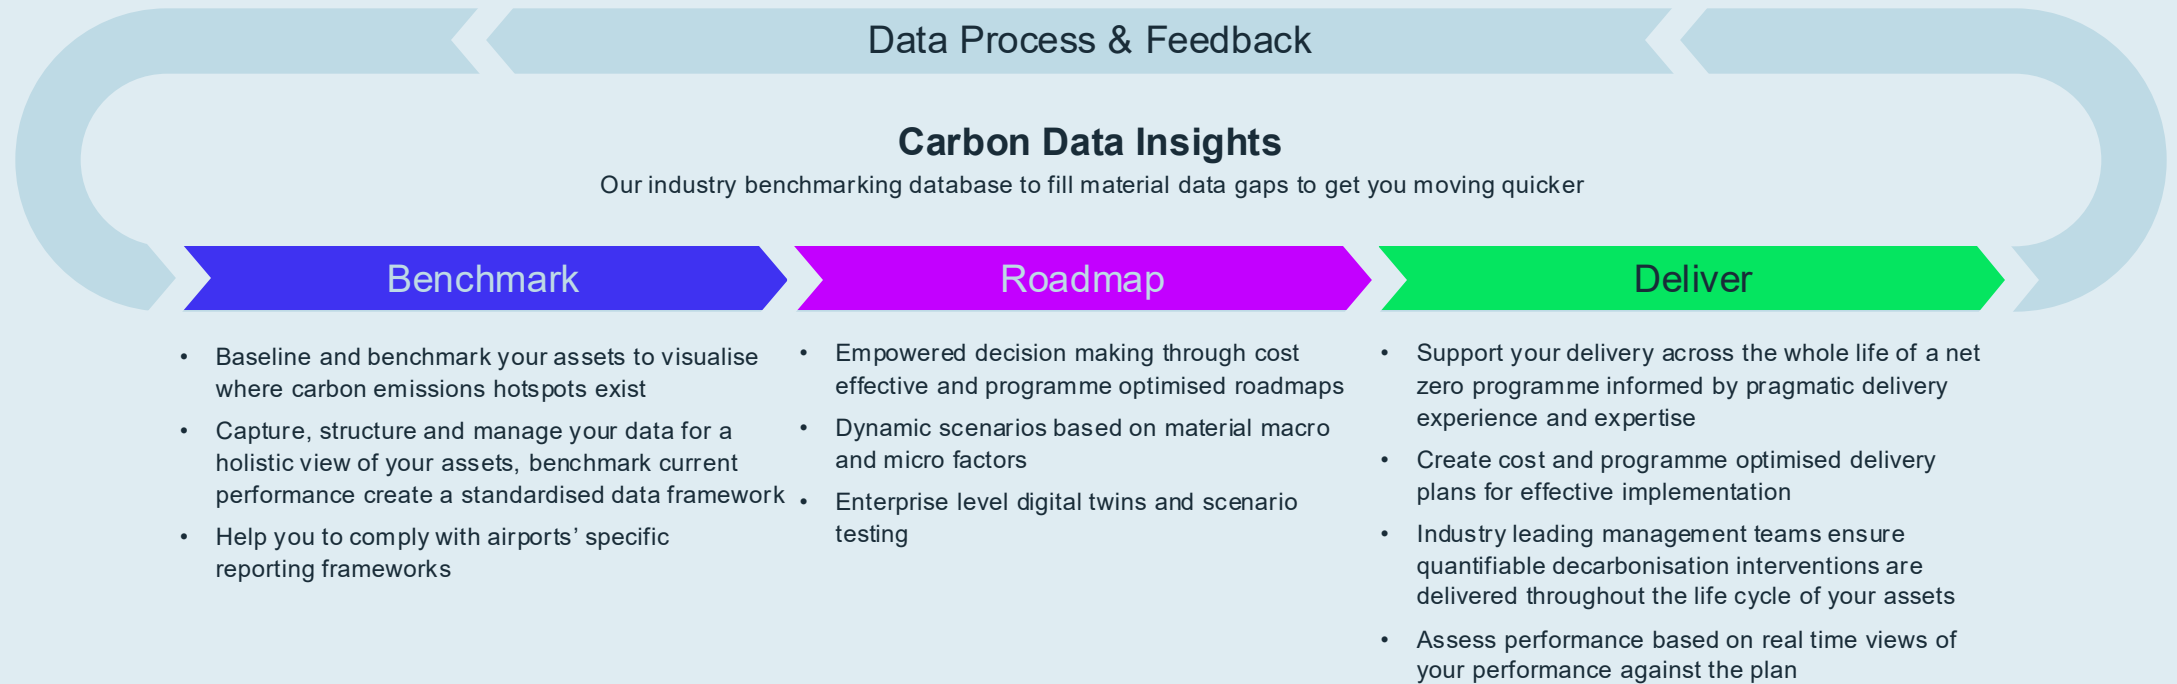 Data Process & Feedback
Carbon Data Insights
Our industry benchmarking database to fill material data gaps to get you moving quicker
Benchmark
• Baseline and benchmark your assets to visualise
where carbon emissions hotspots exist
• Capture, structure and manage your data for a
holistic view of your assets, benchmark current
performance create a standardised data framework
• Help you to comply with airports’ specific
reporting frameworks
Roadmap
• Empowered decision making through cost
effective and programme optimised roadmaps
• Dynamic scenarios based on material macro
and micro factors
• Enterprise level digital twins and scenario
testing
Deliver
• Support your delivery across the whole life of a net
zero programme informed by pragmatic delivery
experience and expertise
• Create cost and programme optimised delivery
plans for effective implementation
• Industry leading management teams ensure
quantifiable decarbonisation interventions are
delivered throughout the life cycle of your assets
• Assess performance based on real time views of
your performance against the plan